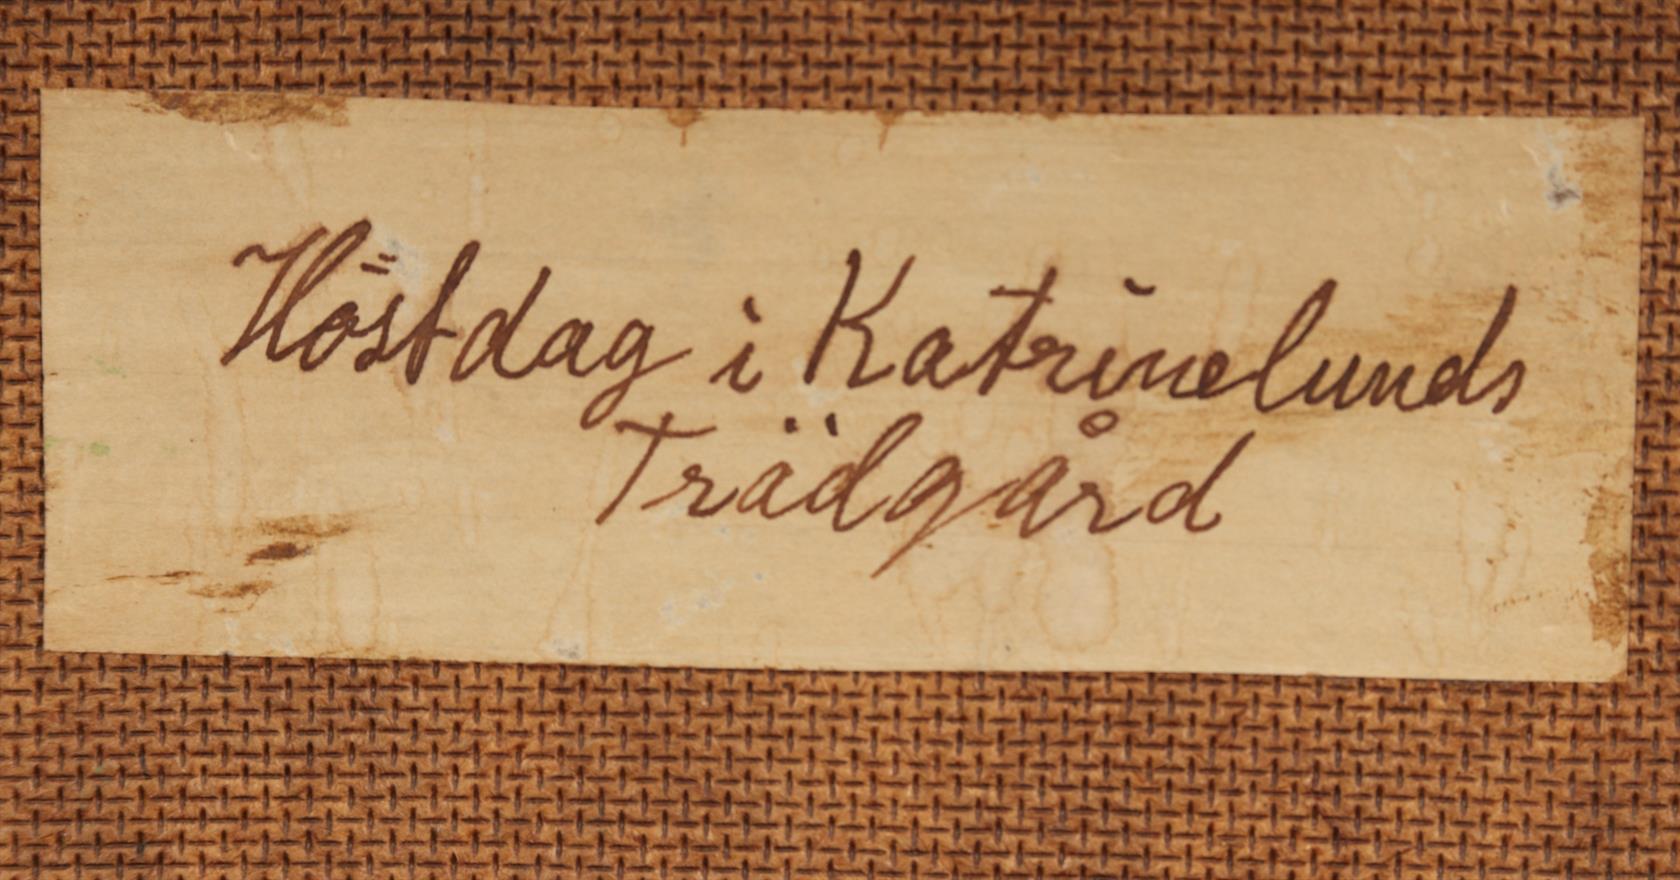 Höstdag i Katrinelunds
Trädgård